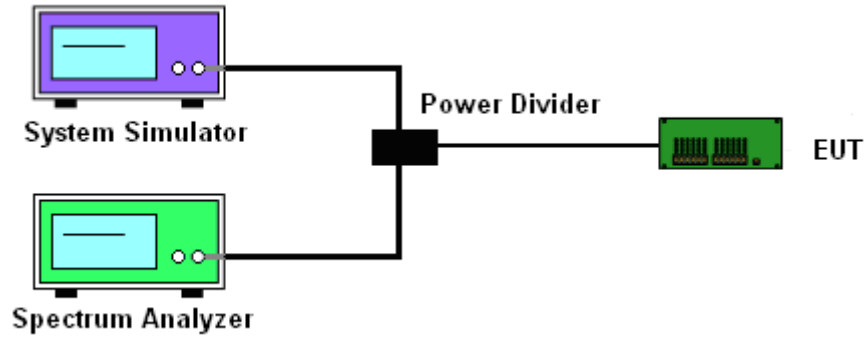 System Simulator
Power Divider
EUT
Spectrum Analyzer